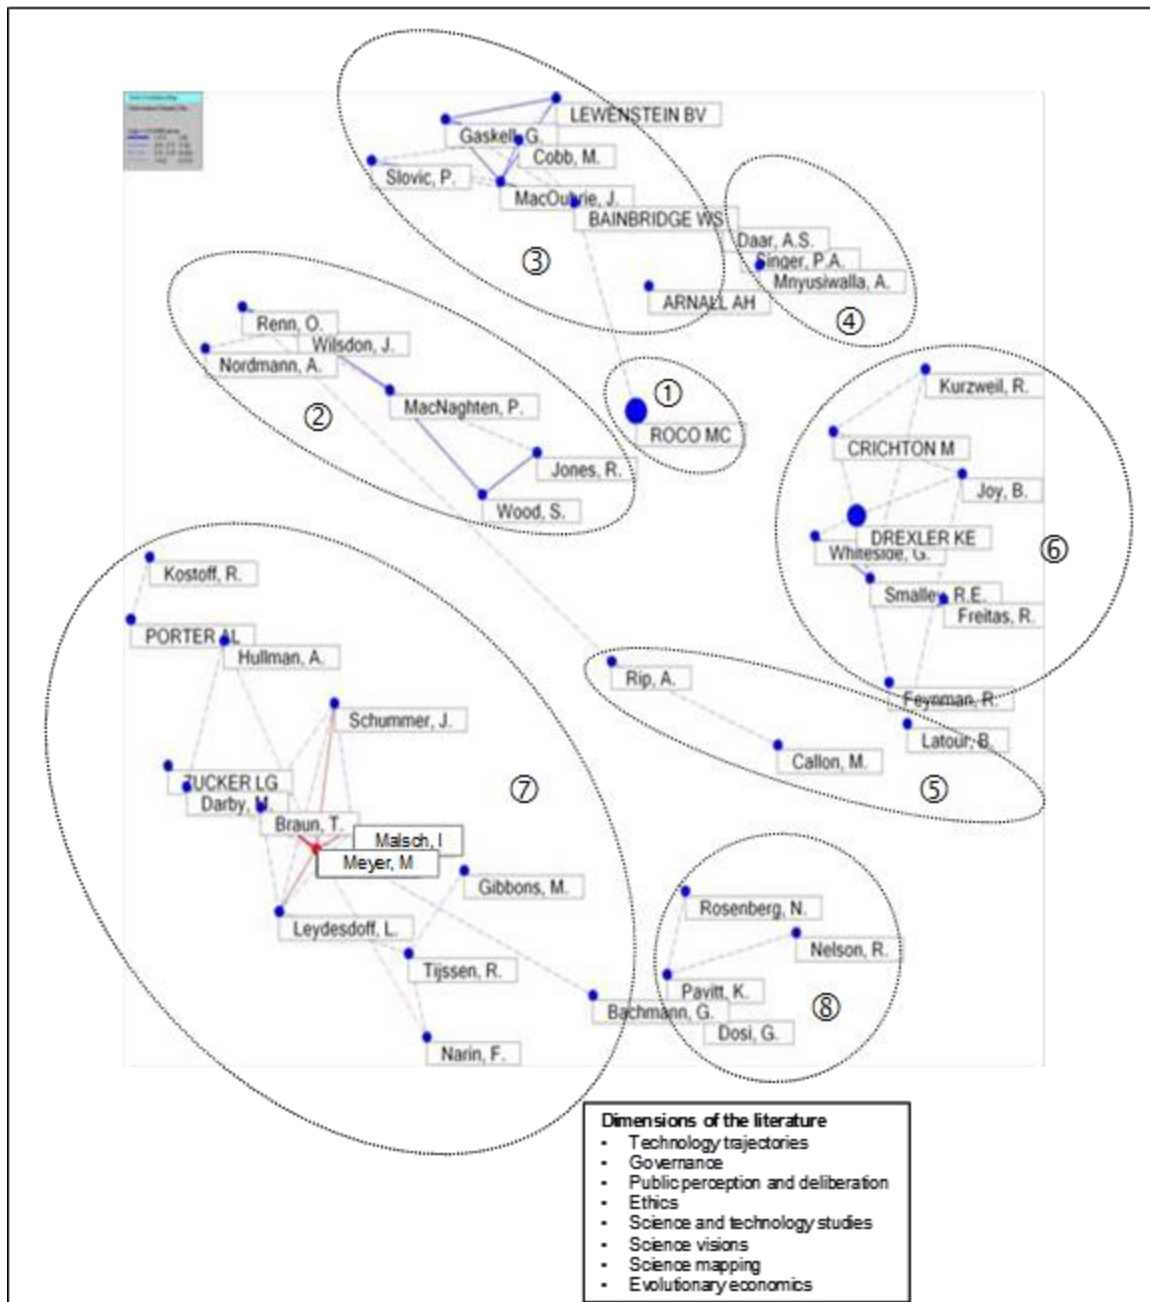 LEWENSTEIN BV
Gaskell, G.
Cobb, M.
Slovic, P.
MacOubrie, J.
BAINBRIDGE WS
Daar, A.S.
Singer, P.A.
Mnyusiwalla, A.
③
ARNALL AH
④
Renn, O.
Wilsdon, J.
Nordmann, A.
Kurzweil, R.
①
MacNaghten, P.
②
ROCO MC
CRICHTON M
Jones, R.
Joy, B.
Wood, S.
DREXLER KE
Whiteside, G.
⑥
Kostoff, R.
Smalley, R.E.
Freitas, R.
PORTER AL
Hullman, A.
Rip, A.
Feynman, R.
Schummer, J.
Latour, B.
Callon, M.
ZUCKER LG
⑦
⑤
Darby, M.
Braun, T.
Malsch, I
Meyer, M
Gibbons, M.
Rosenberg, N.
Leydesdoff, L.
Nelson, R.
Tijssen, R.
Pavitt, K.
Bachmann, G.
⑧
Dosi, G.
Narin, F.
Dimensions of the literature
▪ Technology trajectories
▪ Governance
▪ Public perception and deliberation
▪ Ethics
▪ Science and technology studies
▪ Science visions
▪ Science mapping
▪ Evolutionary economics